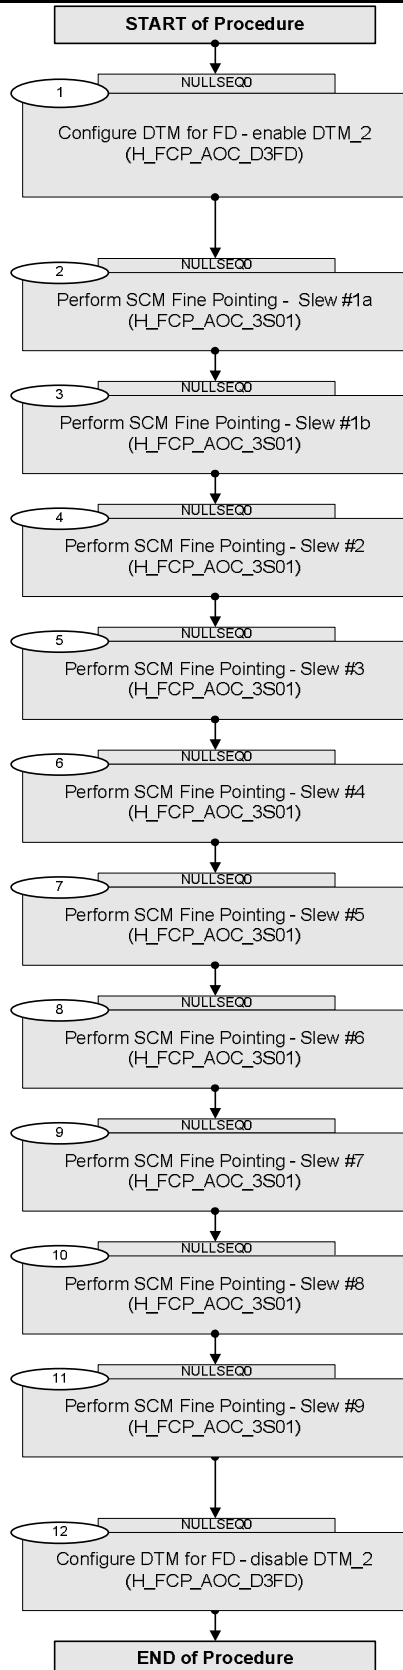 START of Procedure
NULLSEQ0
1
Configure DTM for FD - enable DTM_2
(H_FCP_AOC_D3FD)
NULLSEQ0
2
Perform SCM Fine Pointing - Slew #1a
(H_FCP_AOC_3S01)
NULLSEQ0
3
Perform SCM Fine Pointing - Slew #1b
(H_FCP_AOC_3S01)
NULLSEQ0
4
Perform SCM Fine Pointing - Slew #2
(H_FCP_AOC_3S01)
NULLSEQ0
5
Perform SCM Fine Pointing - Slew #3
(H_FCP_AOC_3S01)
NULLSEQ0
6
Perform SCM Fine Pointing - Slew #4
(H_FCP_AOC_3S01)
NULLSEQ0
7
Perform SCM Fine Pointing - Slew #5
(H_FCP_AOC_3S01)
NULLSEQ0
8
Perform SCM Fine Pointing - Slew #6
(H_FCP_AOC_3S01)
NULLSEQ0
9
Perform SCM Fine Pointing - Slew #7
(H_FCP_AOC_3S01)
NULLSEQ0
10
Perform SCM Fine Pointing - Slew #8
(H_FCP_AOC_3S01)
NULLSEQ0
11
Perform SCM Fine Pointing - Slew #9
(H_FCP_AOC_3S01)
NULLSEQ0
12
Configure DTM for FD - disable DTM_2
(H_FCP_AOC_D3FD)
END of Procedure